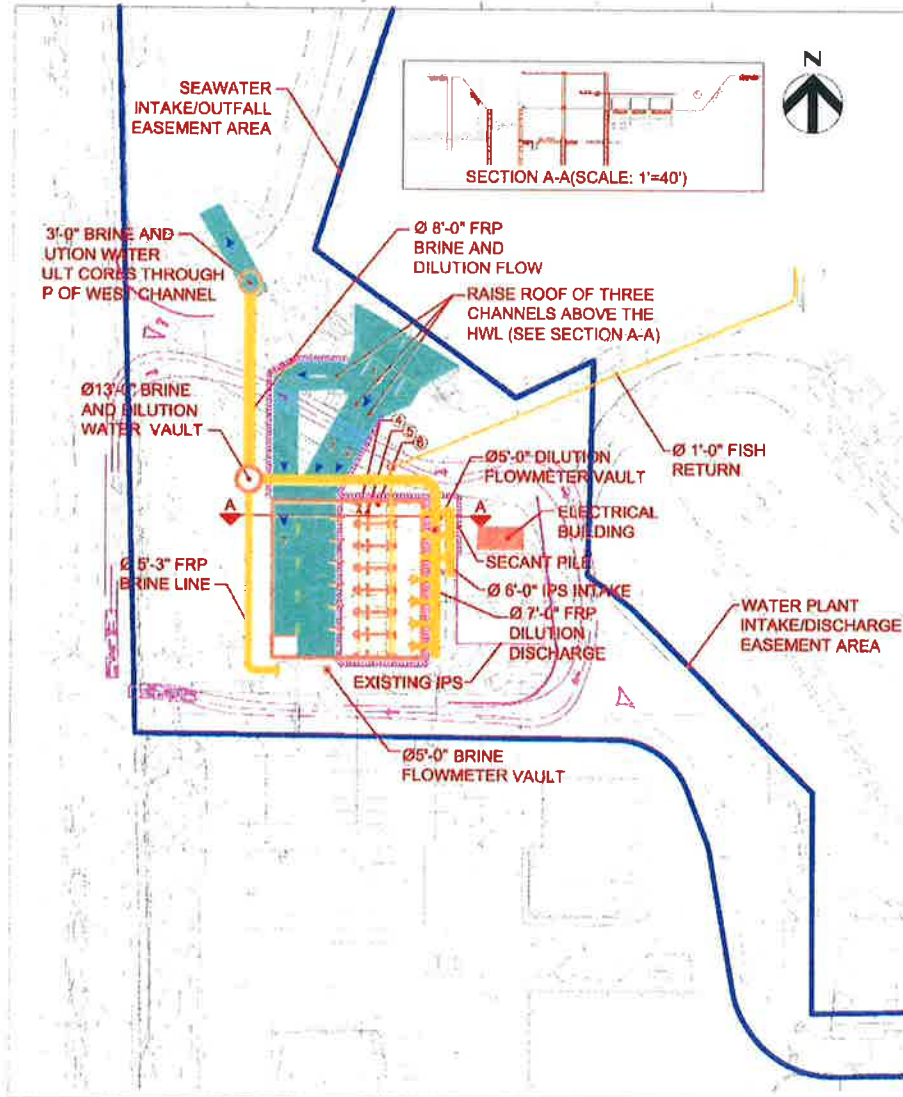 N
SEAWATER
INTAKE/OUTFALL
EASEMENT AREA
SECTION A-A(SCALE: 1'=40')
3'-0" BRINE AND
UTION WATER
ULT CORES THROUGH
P OF WEST CHANNEL
Ø 8'-0" FRP
BRINE AND
DILUTION FLOW
RAISE ROOF OF THREE
CHANNELS ABOVE THE
HWL (SEE SECTION A-A)
Ø13'-0" BRINE
AND DILUTION
WATER VAULT
Ø 1'-0" FISH
RETURN
Ø5'-0" DILUTION
FLOWMETER VAULT
A
A
ELECTRICAL
BUILDING
SECANT PILE
Ø 5'-3" FRP
BRINE LINE
Ø 6'-0" IPS INTAKE
Ø 7'-0" FRP
DILUTION
DISCHARGE
WATER PLANT
INTAKE/DISCHARGE
EASEMENT AREA
EXISTING IPS
Ø5'-0" BRINE
FLOWMETER VAULT